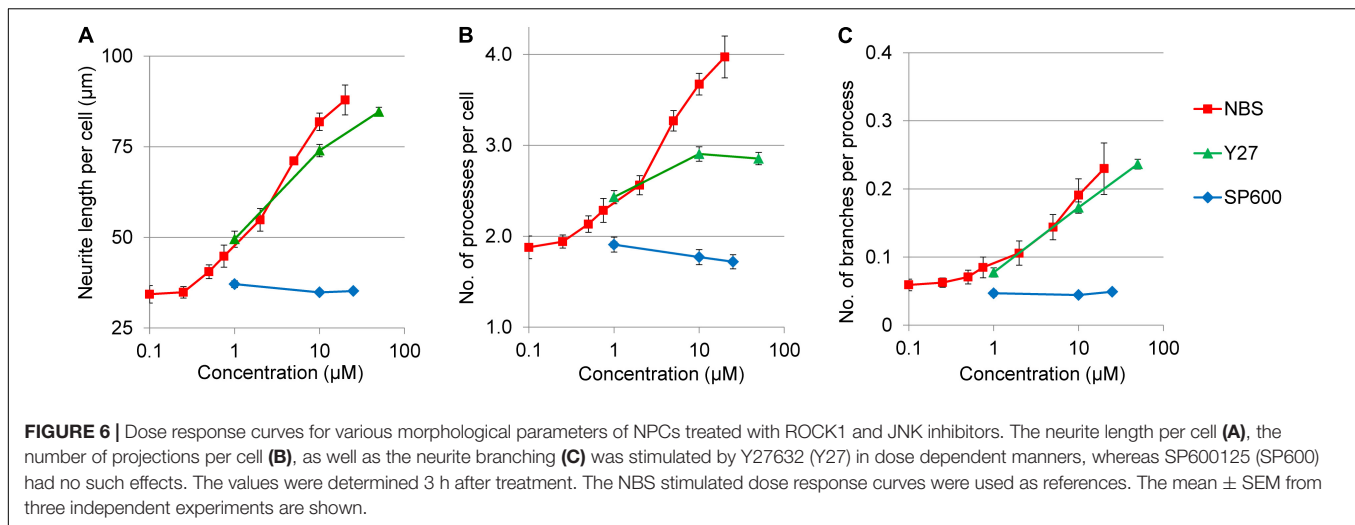 A
B
C
Neurite length per cell (µm)
100
75
50
25
0.1
1
10
100
Concentration (µM)
No. of processes per cell
4.0
3.0
2.0
1.0
0.1
1
10
100
Concentration (µM)
No. of branches per process
0.4
0.3
0.2
0.1
0
0.1
1
10
100
Concentration (µM)
NBS
Y27
SP600
FIGURE 6 | Dose response curves for various morphological parameters of NPCs treated with ROCK1 and JNK inhibitors. The neurite length per cell (A), the
number of projections per cell (B), as well as the neurite branching (C) was stimulated by Y27632 (Y27) in dose dependent manners, whereas SP600125 (SP600)
had no such effects. The values were determined 3 h after treatment. The NBS stimulated dose response curves were used as references. The mean ± SEM from
three independent experiments are shown.